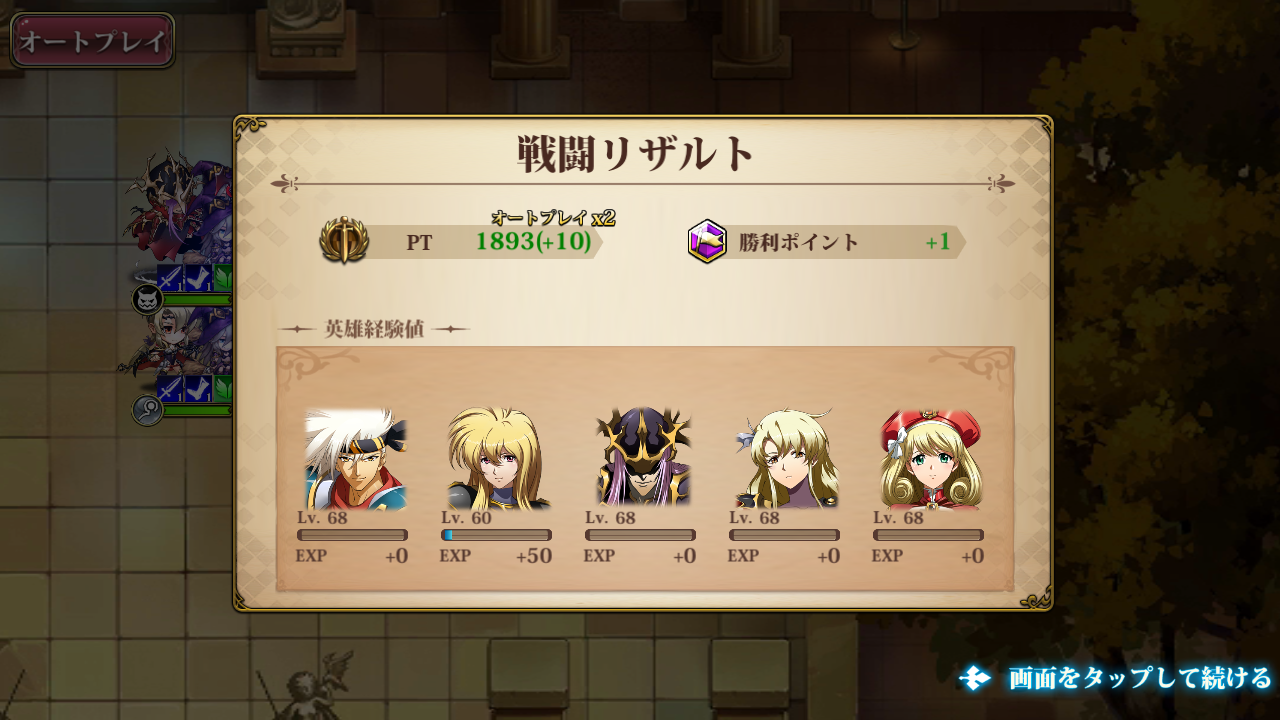 オートプレイ
戦闘リザルト
オートプレイ x2
PT 1893(+10)
勝利ポイント +1
英雄経験値
Lv. 68 Lv. 60 Lv. 68 Lv. 68 Lv. 68
EXP +0 EXP +50 EXP +0 EXP +0 EXP +0
画面をタップして続ける